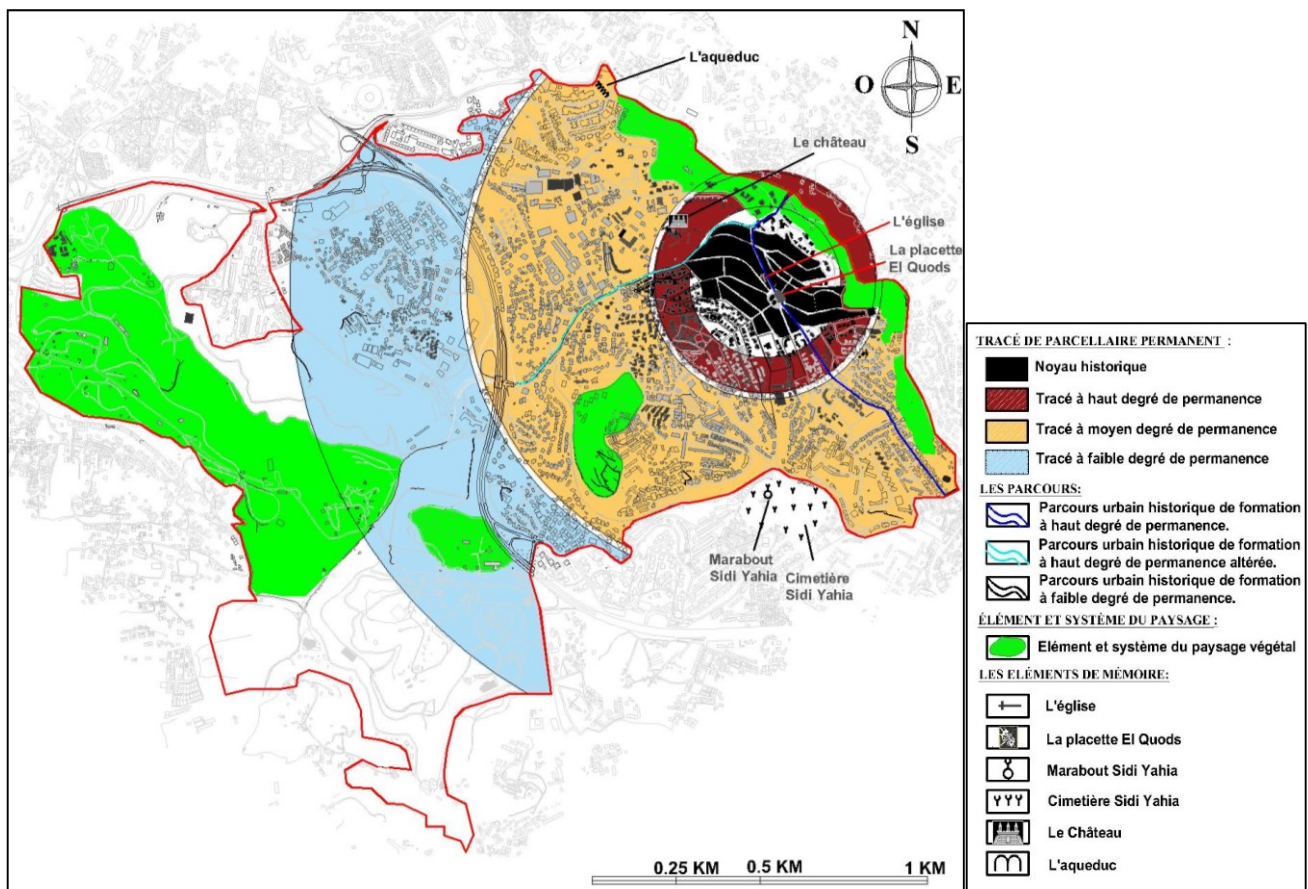 L'aqueduc
N
O
E
S
Le château
L'église
La placette
El Quods
Marabout
Sidi Yahia
Cimetière
Sidi Yahia
0.25 KM
0.5 KM
1 KM
TRACÉ DE PARCELLAIRE PERMANENT :
Noyau historique
Tracé à haut degré de permanence
Tracé à moyen degré de permanence
Tracé à faible degré de permanence
LES PARCOURS:
Parcours urbain historique de formation
à haut degré de permanence.
Parcours urbain historique de formation
à haut degré de permanence altérée.
Parcours urbain historique de formation
à faible degré de permanence.
ÉLÉMENT ET SYSTÈME DU PAYSAGE :
Elément et système du paysage végétal
LES ELÉMENTS DE MÉMOIRE:
L'église
La placette El Quods
Marabout Sidi Yahia
Cimetière Sidi Yahia
Le Château
L'aqueduc